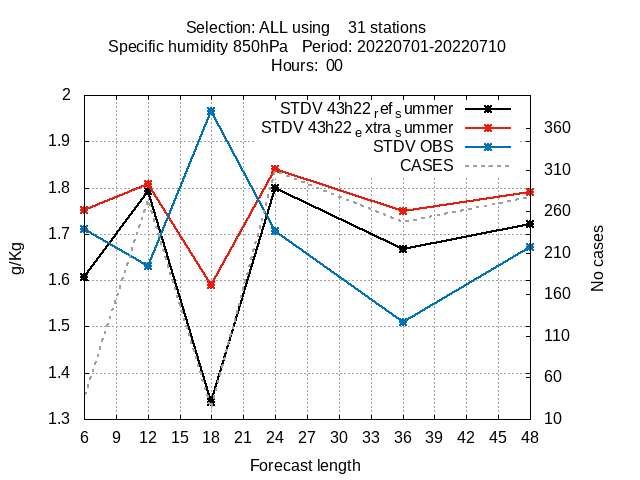 Selection: ALL using    31 stations
Specific humidity 850hPa   Period: 20220701-20220710
Hours:  00
STDV 43h22 ref summer
STDV 43h22 extra summer
STDV OBS
CASES
2
1.9
1.8
1.7
1.6
1.5
1.4
1.3
g/Kg
360
310
260
210
160
110
60
10
No cases
6 9 12 15 18 21 24 27 30 33 36 39 42 45 48
Forecast length